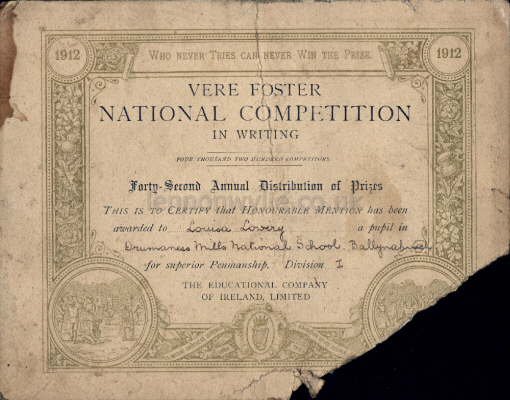 1912
WHO NEVER TRIES CAN NEVER WIN THE PRIZE.
1912
VERE FOSTER
NATIONAL COMPETITION
IN WRITING
FOUR THOUSAND TWO HUNDRED COMPETITORS
Forty-Second Annual Distribution of Prizes
THIS IS TO CERTIFY that HONOURABLE MENTION has been
awarded to Louisa Lowry a pupil in
Drumaness Mills National School. Ballynahinch
for superior Penmanship. Division I
THE EDUCATIONAL COMPANY
OF IRELAND, LIMITED
lennonwylie.co.uk